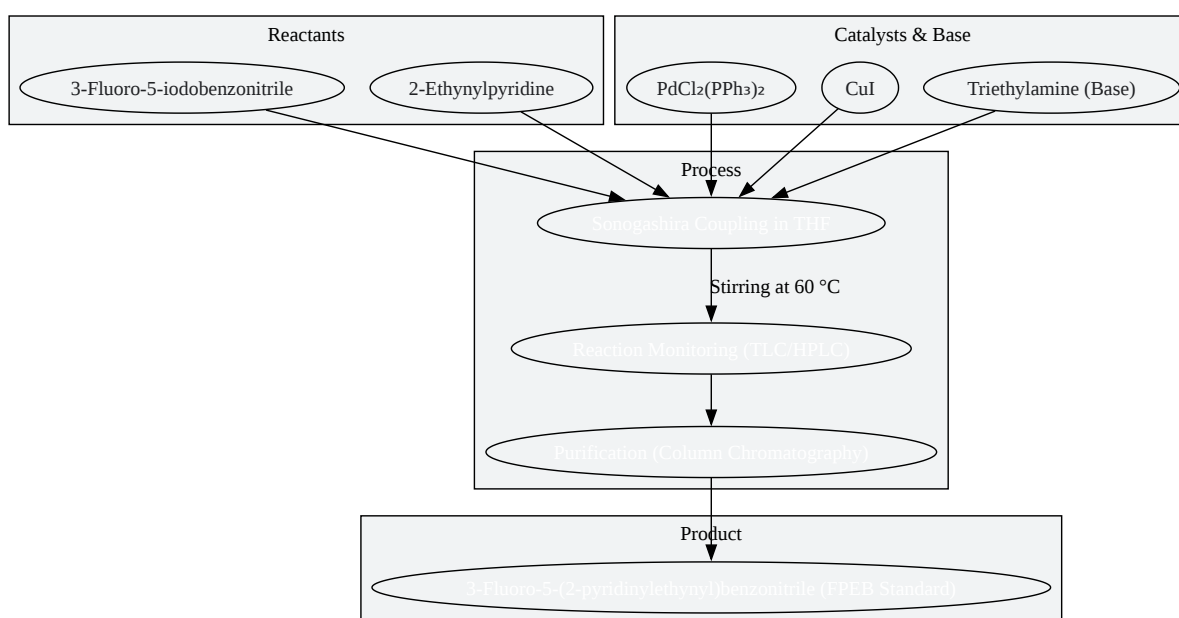 Reactants
Catalysts & Base
3-Fluoro-5-iodobenzonitrile
2-Ethynylpyridine
PdCl₂(PPh₃)₂
CuI
Triethylamine (Base)
Process
Sonogashira Coupling in THF
Stirring at 60 °C
Reaction Monitoring (TLC/HPLC)
Purification (Column Chromatography)
Product
3-Fluoro-5-(2-pyridinylethynyl)benzonitrile (FPEB Standard)